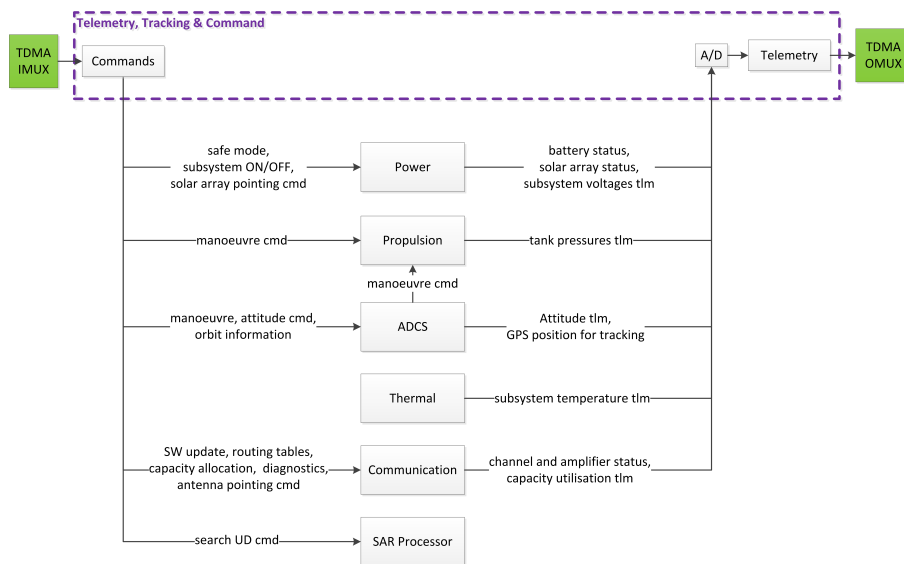 Telemetry, Tracking & Command
TDMA
IMUX
Commands
A/D
Telemetry
TDMA
OMUX
safe mode,
subsystem ON/OFF,
solar array pointing cmd
Power
battery status,
solar array status,
subsystem voltages tlm
manoeuvre cmd
Propulsion
tank pressures tlm
manoeuvre cmd
manoeuvre, attitude cmd,
orbit information
ADCS
Attitude tlm,
GPS position for tracking
Thermal
subsystem temperature tlm
SW update, routing tables,
capacity allocation,  diagnostics,
antenna pointing cmd
Communication
channel and amplifier status,
capacity utilisation tlm
search UD cmd
SAR Processor